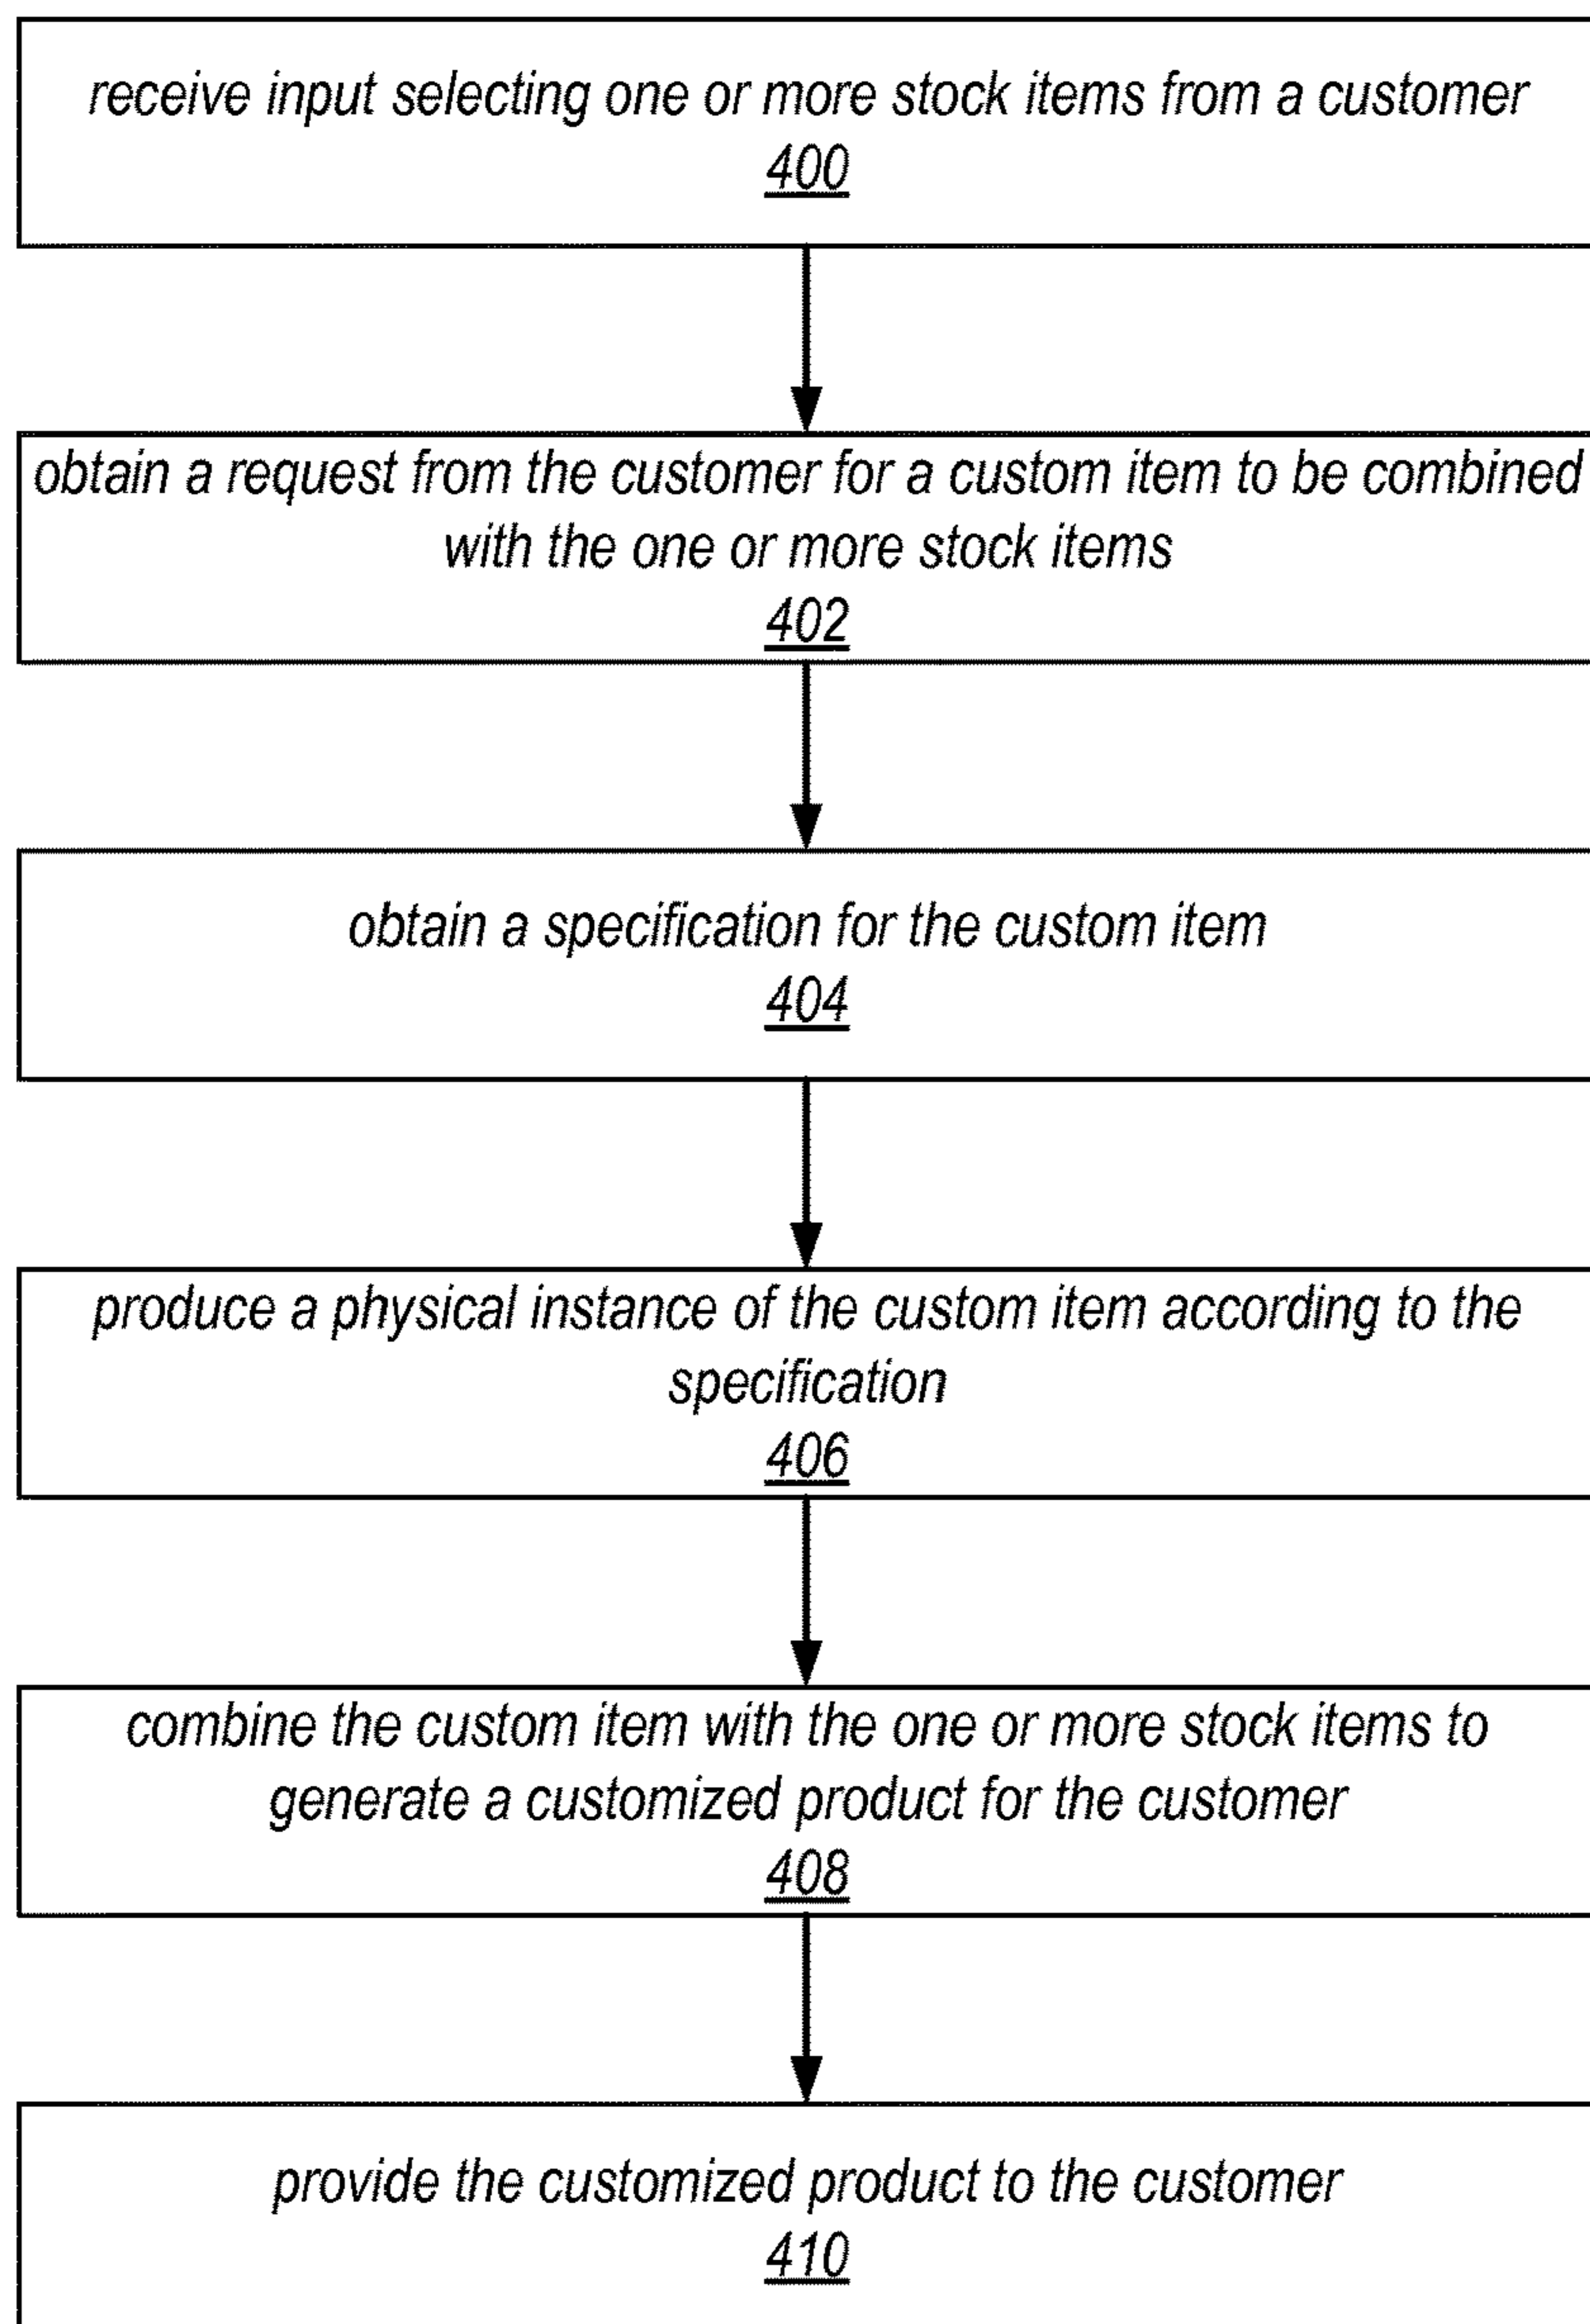 receive input selecting one or more stock items from a customer
400
obtain a request from the customer for a custom item to be combined
with the one or more stock items
402
obtain a specification for the custom item
404
produce a physical instance of the custom item according to the
specification
406
combine the custom item with the one or more stock items to
generate a customized product for the customer
408
provide the customized product to the customer
410